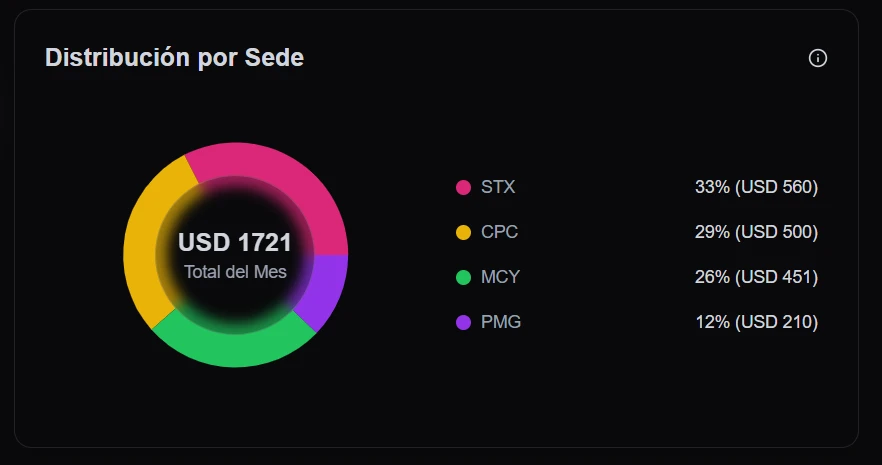 Distribución por Sede
USD 1721
Total del Mes
STX 33% (USD 560)
CPC 29% (USD 500)
MCY 26% (USD 451)
PMG 12% (USD 210)